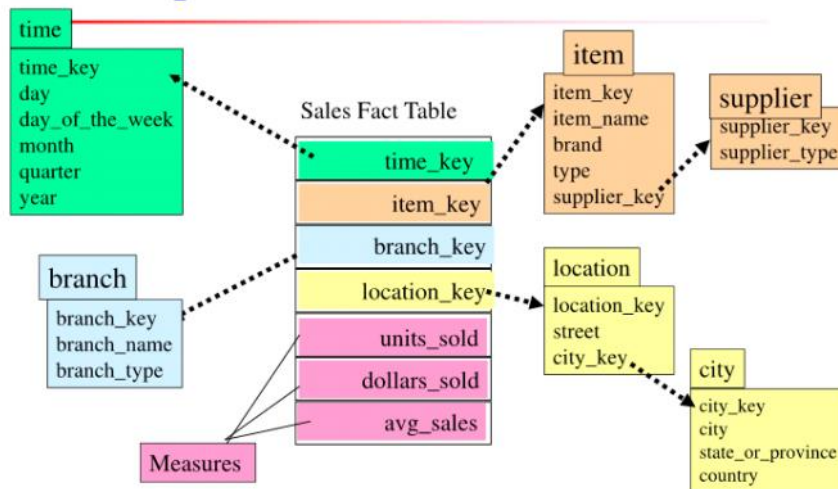 time
time_key
day
day_of_the_week
month
quarter
year
Sales Fact Table
time_key
item_key
branch_key
location_key
units_sold
dollars_sold
avg_sales
Measures
branch
branch_key
branch_name
branch_type
item
item_key
item_name
brand
type
supplier_key
supplier
supplier_key
supplier_type
location
location_key
street
city_key
city
city_key
city
state_or_province
country